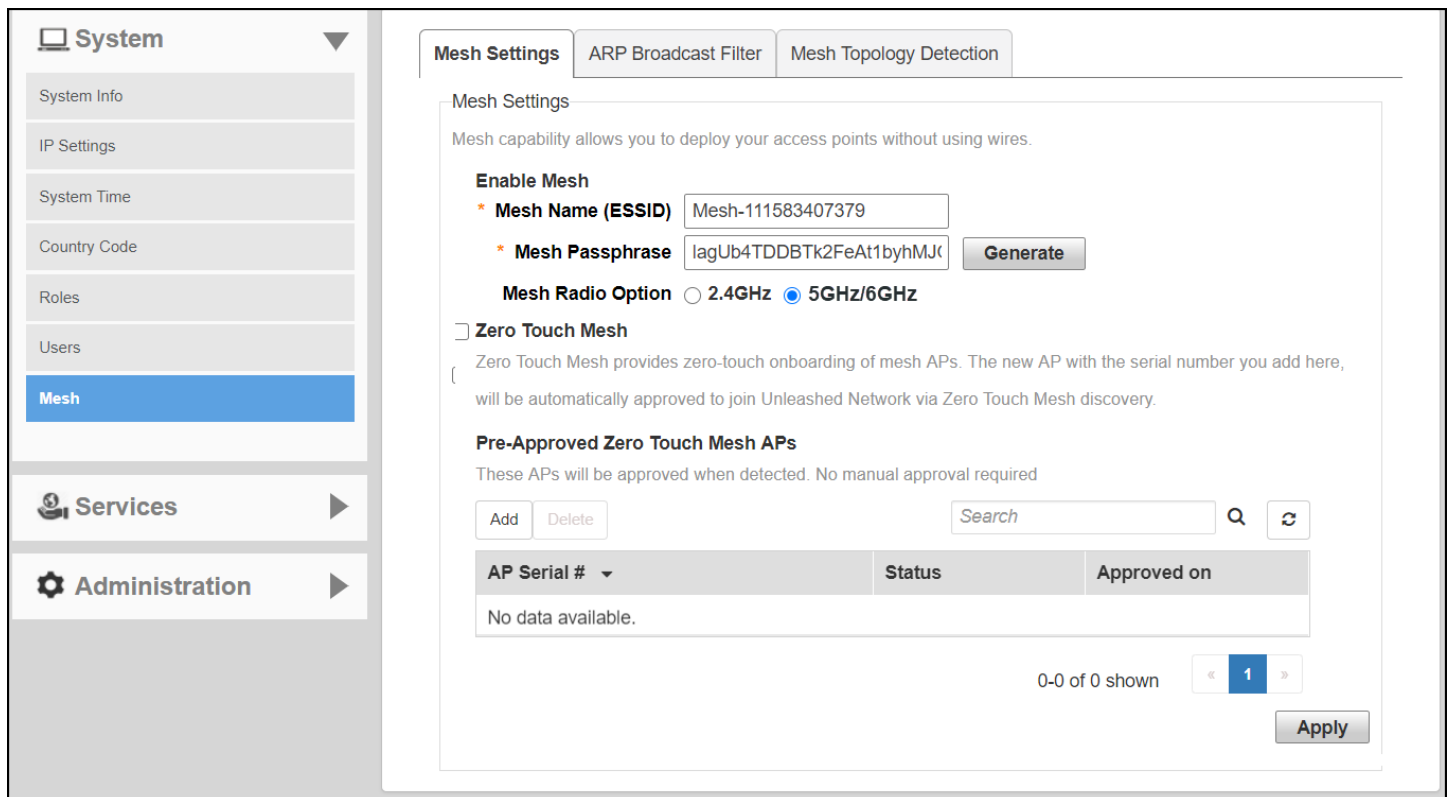 System
System Info
IP Settings
System Time
Country Code
Roles
Users
Mesh
Services
Administration
Mesh Settings ARP Broadcast Filter Mesh Topology Detection
Mesh Settings
Mesh capability allows you to deploy your access points without using wires.
Enable Mesh
* Mesh Name (ESSID) Mesh-111583407379
* Mesh Passphrase Generate
Mesh Radio Option 2.4GHz 5GHz/6GHz
Zero Touch Mesh
Zero Touch Mesh provides zero-touch onboarding of mesh APs. The new AP with the serial number you add here,
will be automatically approved to join Unleashed Network via Zero Touch Mesh discovery.
Pre-Approved Zero Touch Mesh APs
These APs will be approved when detected. No manual approval required
Add Delete Search
AP Serial # Status Approved on
No data available.
0-0 of 0 shown « 1 »
Apply